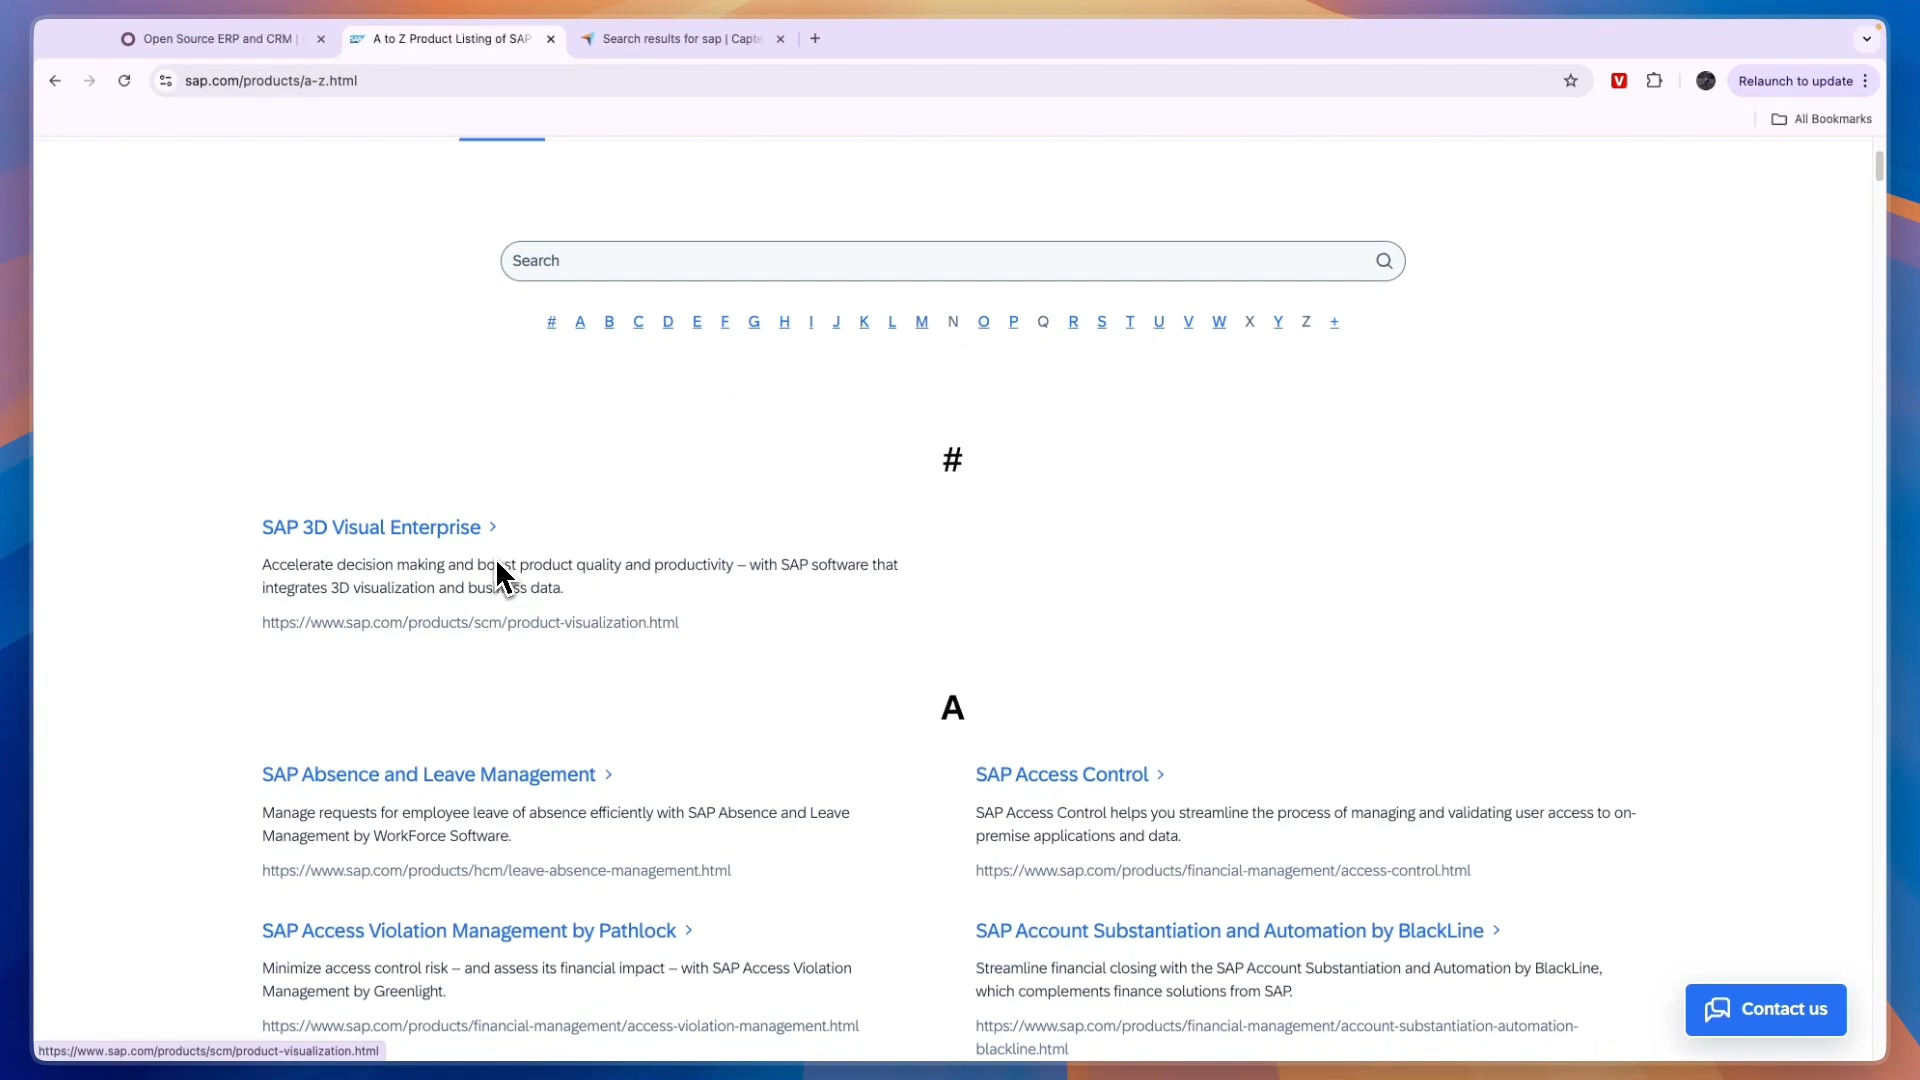 Open Source ERP and CRM |
A to Z Product Listing of SAP
Search results for sap | Capte
sap.com/products/a-z.html
Relaunch to update
All Bookmarks
Search
# A B C D E F G H I J K L M N O P Q R S T U V W X Y Z +
#
SAP 3D Visual Enterprise
Accelerate decision making and boost product quality and productivity – with SAP software that
integrates 3D visualization and business data.
https://www.sap.com/products/scm/product-visualization.html
A
SAP Absence and Leave Management
Manage requests for employee leave of absence efficiently with SAP Absence and Leave
Management by WorkForce Software.
https://www.sap.com/products/hcm/leave-absence-management.html
SAP Access Control
SAP Access Control helps you streamline the process of managing and validating user access to on-
premise applications and data.
https://www.sap.com/products/financial-management/access-control.html
SAP Access Violation Management by Pathlock
Minimize access control risk – and assess its financial impact – with SAP Access Violation
Management by Greenlight.
https://www.sap.com/products/financial-management/access-violation-management.html
SAP Account Substantiation and Automation by BlackLine
Streamline financial closing with the SAP Account Substantiation and Automation by BlackLine,
which complements finance solutions from SAP.
https://www.sap.com/products/financial-management/account-substantiation-automation-
blackline.html
Contact us
https://www.sap.com/products/scm/product-visualization.html